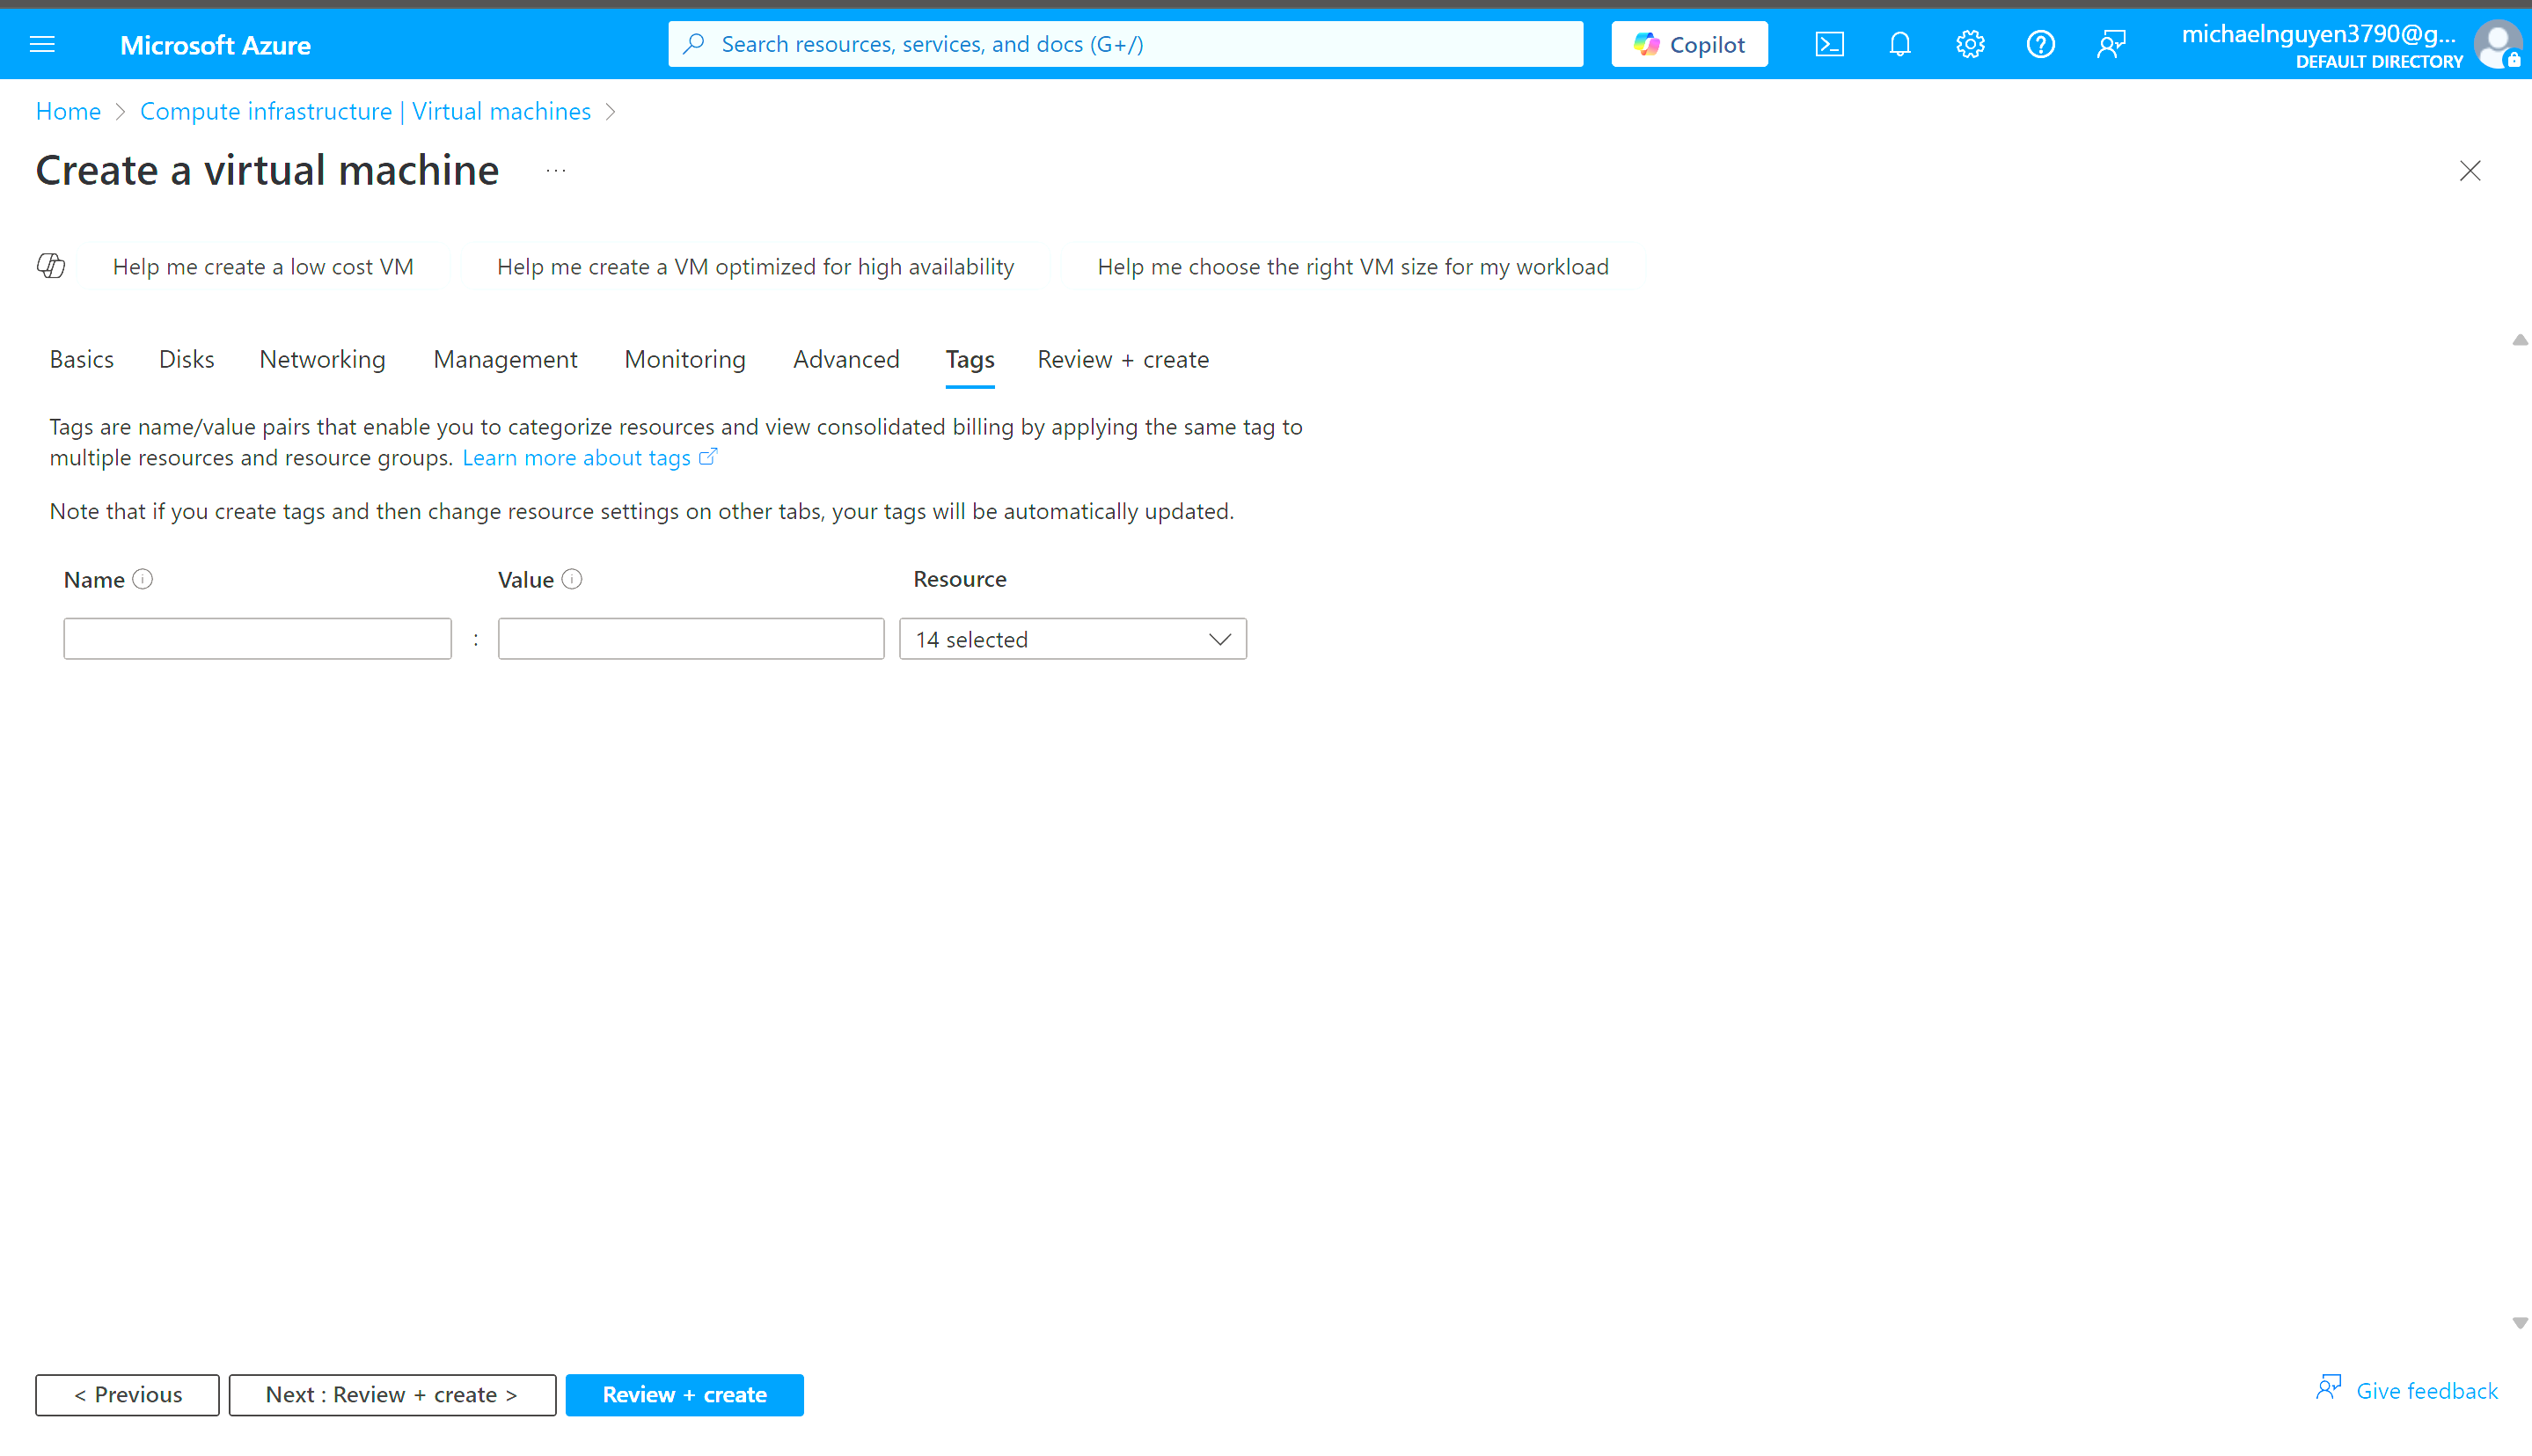 Microsoft Azure
Search resources, services, and docs (G+/)
Copilot
michaelnguyen3790@g...
DEFAULT DIRECTORY
Home > Compute infrastructure | Virtual machines >
Create a virtual machine ...
Help me create a low cost VM
Help me create a VM optimized for high availability
Help me choose the right VM size for my workload
Basics Disks Networking Management Monitoring Advanced Tags Review + create
Tags are name/value pairs that enable you to categorize resources and view consolidated billing by applying the same tag to
multiple resources and resource groups. Learn more about tags
Note that if you create tags and then change resource settings on other tabs, your tags will be automatically updated.
Name Value Resource
: 14 selected
< Previous
Next : Review + create >
Review + create
Give feedback